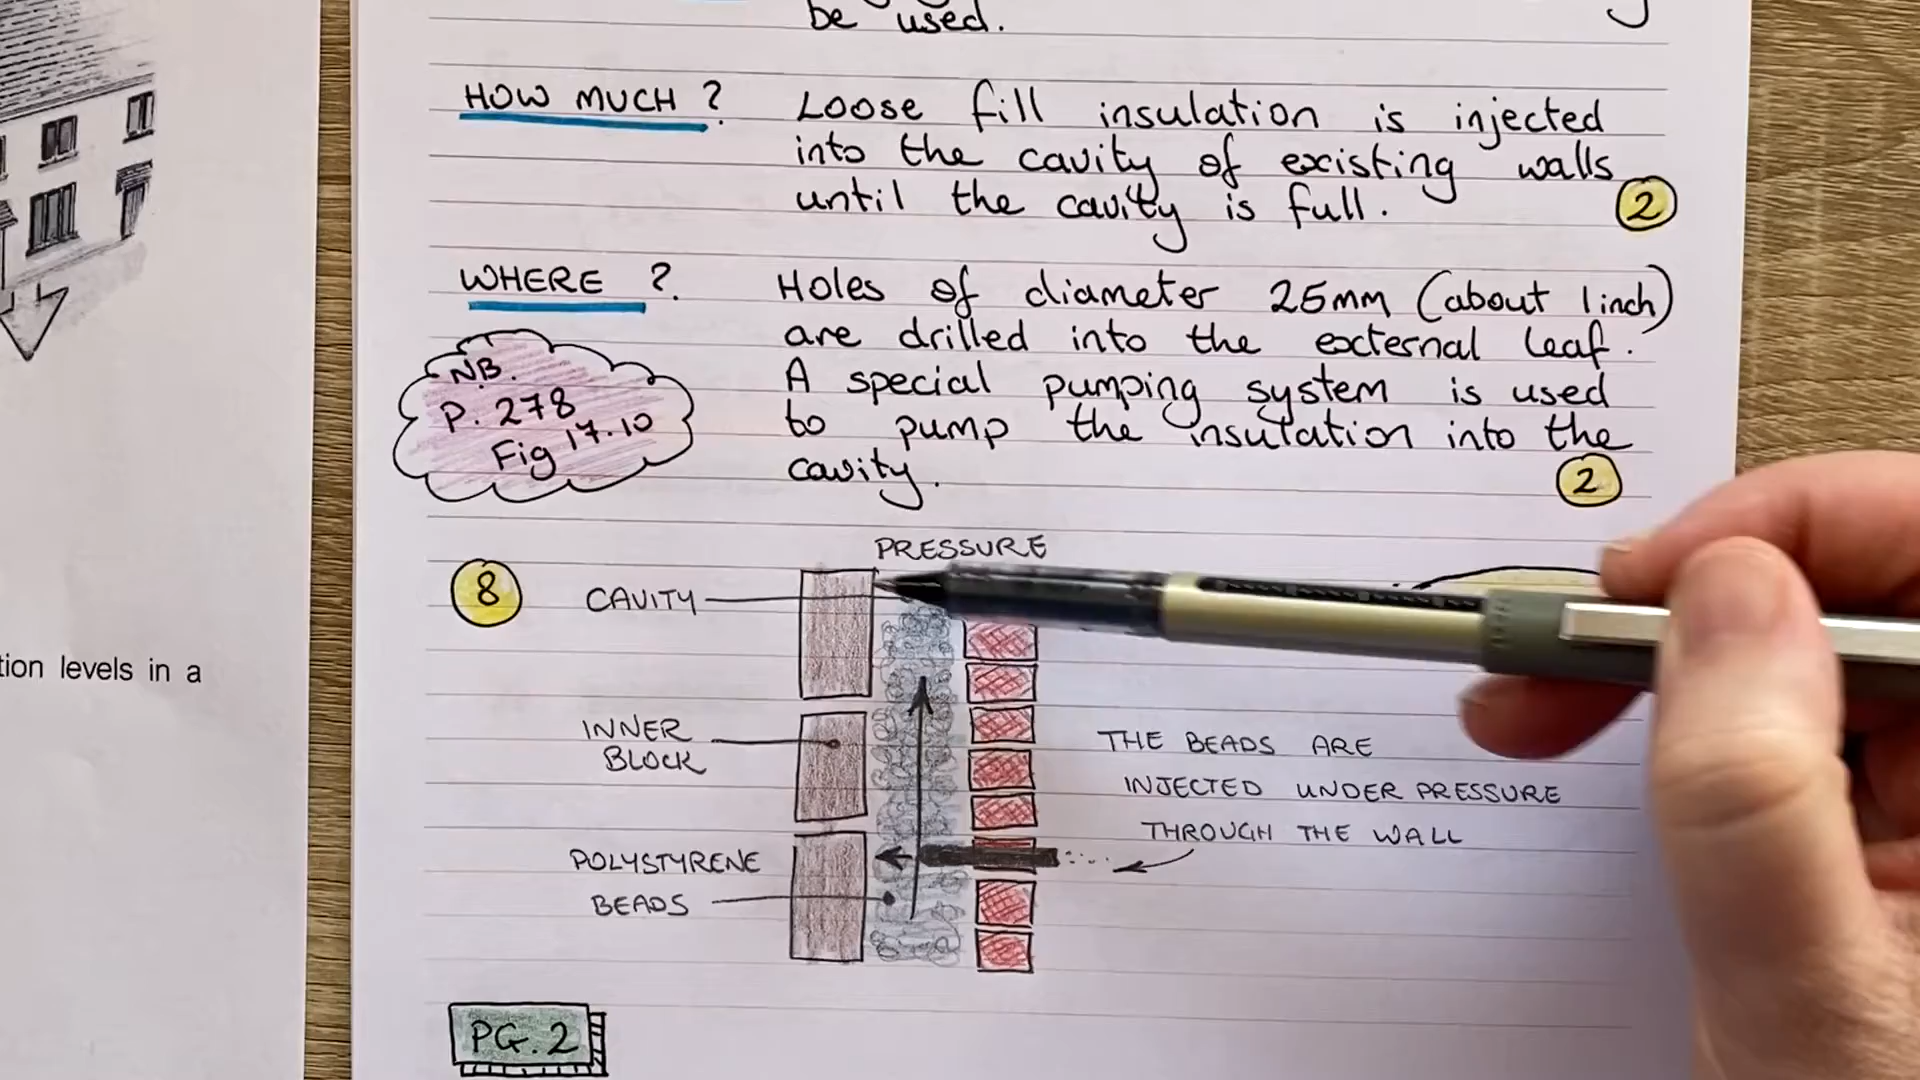 be used.
HOW MUCH ? Loose fill insulation is injected
into the cavity of existing walls
until the cavity is full.
2
WHERE ? Holes of diameter 25mm (about 1 inch)
are drilled into the external leaf.
A special pumping system is used
to pump the insulation into the
cavity.
2
N.B.
P. 278
Fig 17.10
tion levels in a
8
PRESSURE
CAVITY
INNER
BLOCK
POLYSTYRENE
BEADS
THE BEADS ARE
INJECTED UNDER PRESSURE
THROUGH THE WALL
PG. 2